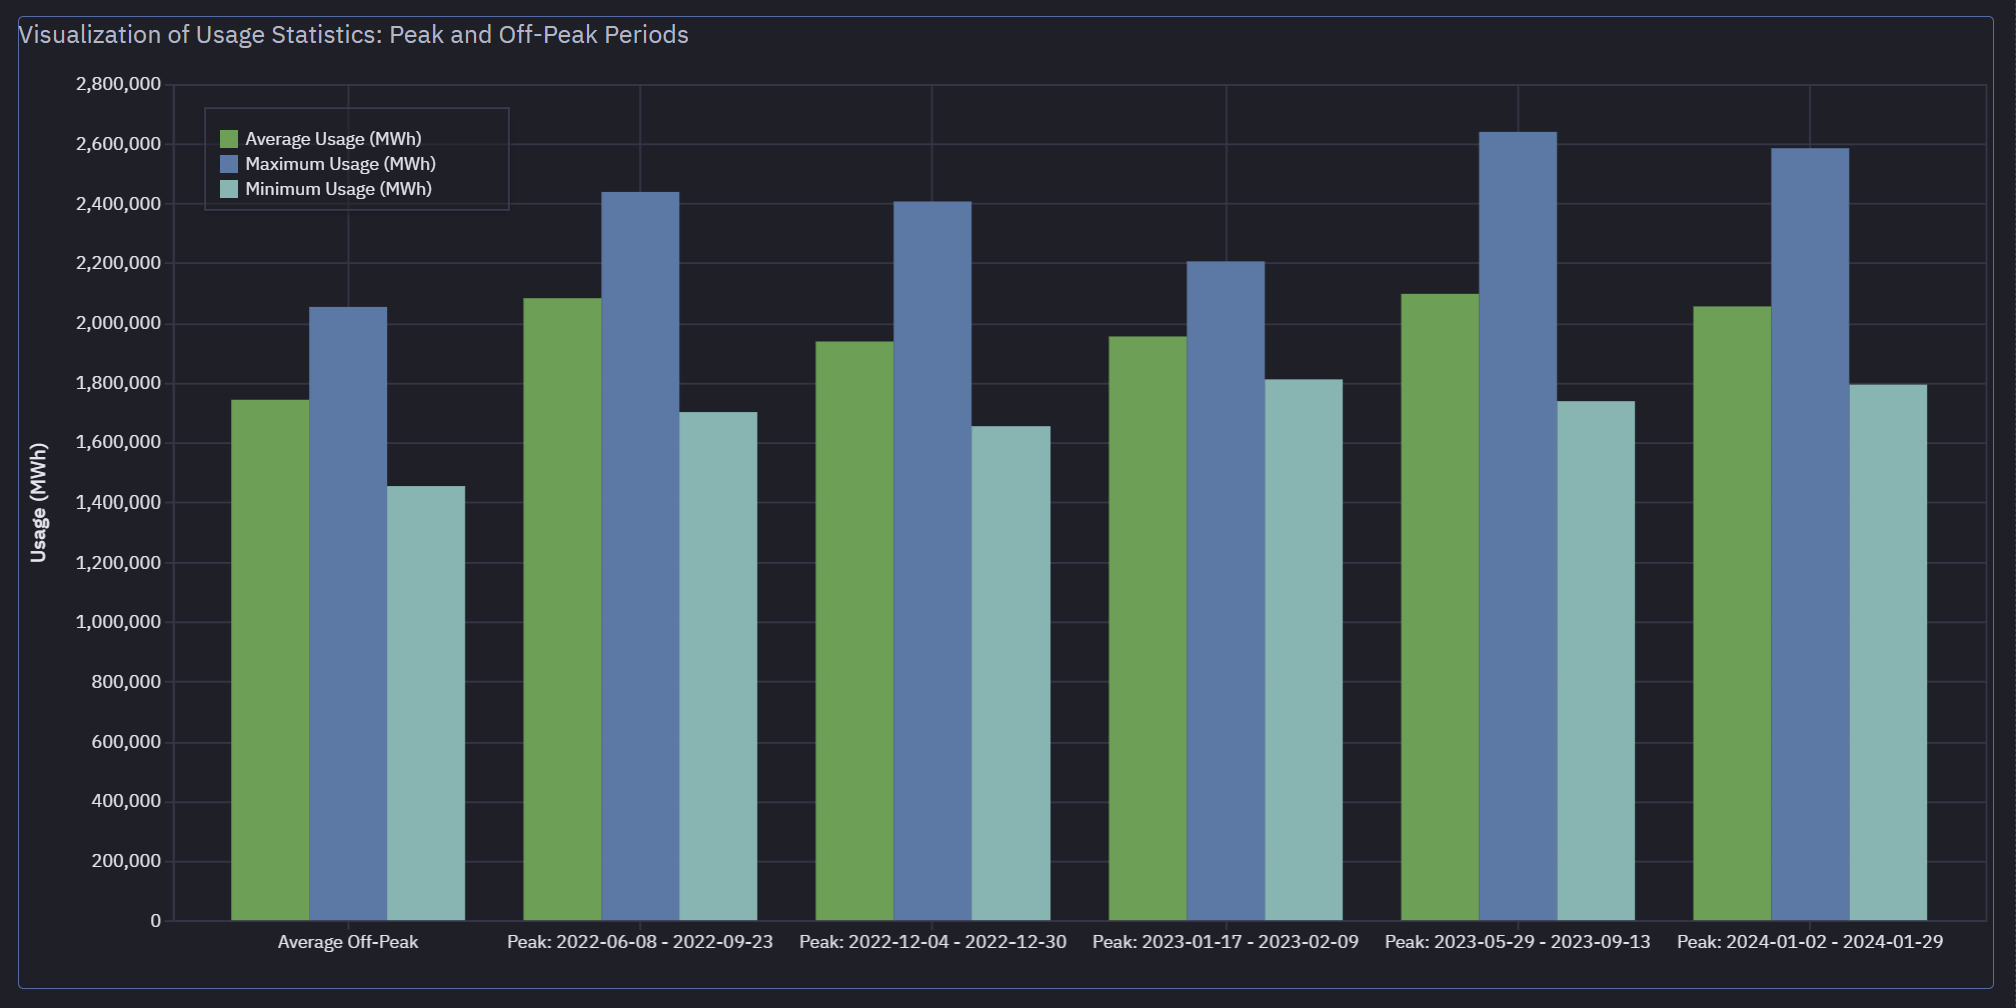 Visualization of Usage Statistics: Peak and Off-Peak Periods
Average Usage (MWh)
Maximum Usage (MWh)
Minimum Usage (MWh)
Usage (MWh)
2,800,000
2,600,000
2,400,000
2,200,000
2,000,000
1,800,000
1,600,000
1,400,000
1,200,000
1,000,000
800,000
600,000
400,000
200,000
0
Average Off-Peak
Peak: 2022-06-08 - 2022-09-23
Peak: 2022-12-04 - 2022-12-30
Peak: 2023-01-17 - 2023-02-09
Peak: 2023-05-29 - 2023-09-13
Peak: 2024-01-02 - 2024-01-29